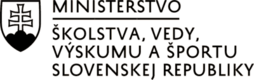 MINISTERSTVO
ŠKOLSTVA, VEDY,
VÝSKUMU A ŠPORTU
SLOVENSKEJ REPUBLIKY